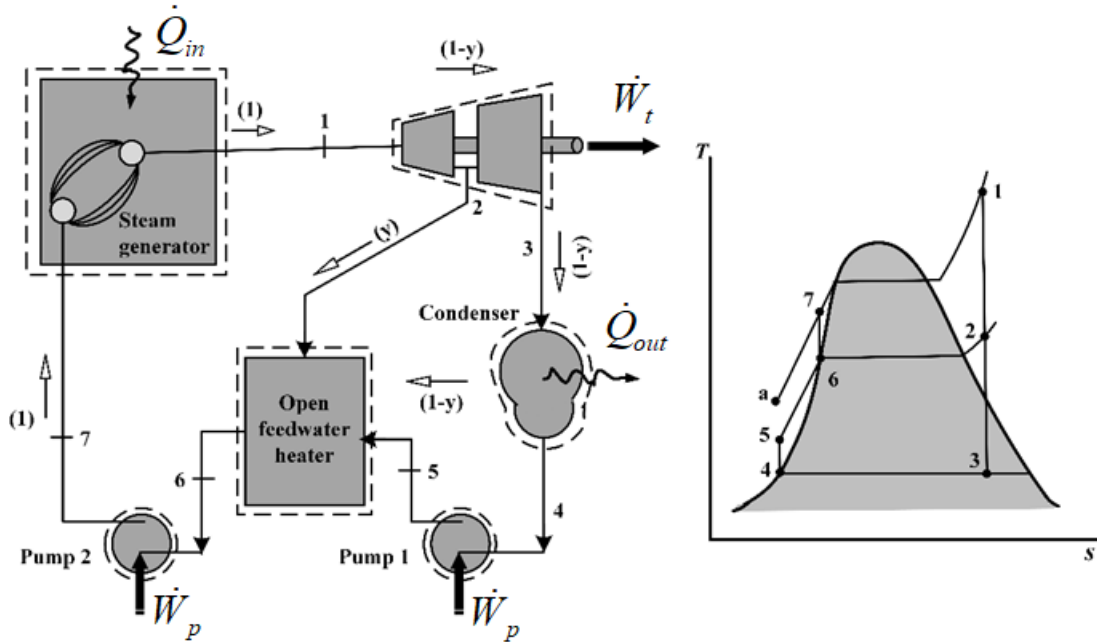 Q̇in
(1-y)
Ẇt
(1)
1
Steam
generator
2
(y)
3
(1-y)
Condenser
Q̇out
(1-y)
Open
feedwater
heater
(1)
7
6
5
4
Pump 2
Pump 1
Ẇp
Ẇp
T
1
7
2
6
a
5
4
3
s